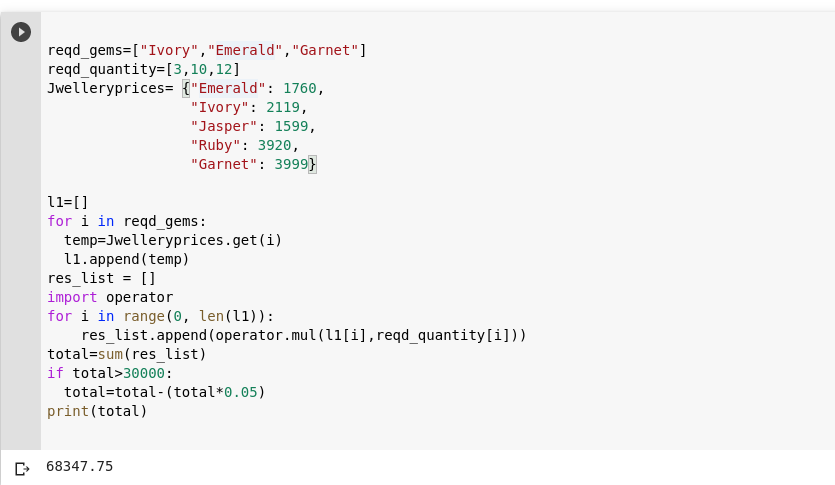 reqd_gems=["Ivory","Emerald","Garnet"]
reqd_quantity=[3,10,12]
Jwelleryprices= {"Emerald": 1760,
                 "Ivory": 2119,
                 "Jasper": 1599,
                 "Ruby": 3920,
                 "Garnet": 3999}
l1=[]
for i in reqd_gems:
  temp=Jwelleryprices.get(i)
  l1.append(temp)
res_list = []
import operator
for i in range(0, len(l1)):
    res_list.append(operator.mul(l1[i],reqd_quantity[i]))
total=sum(res_list)
if total>30000:
  total=total-(total*0.05)
print(total)
68347.75